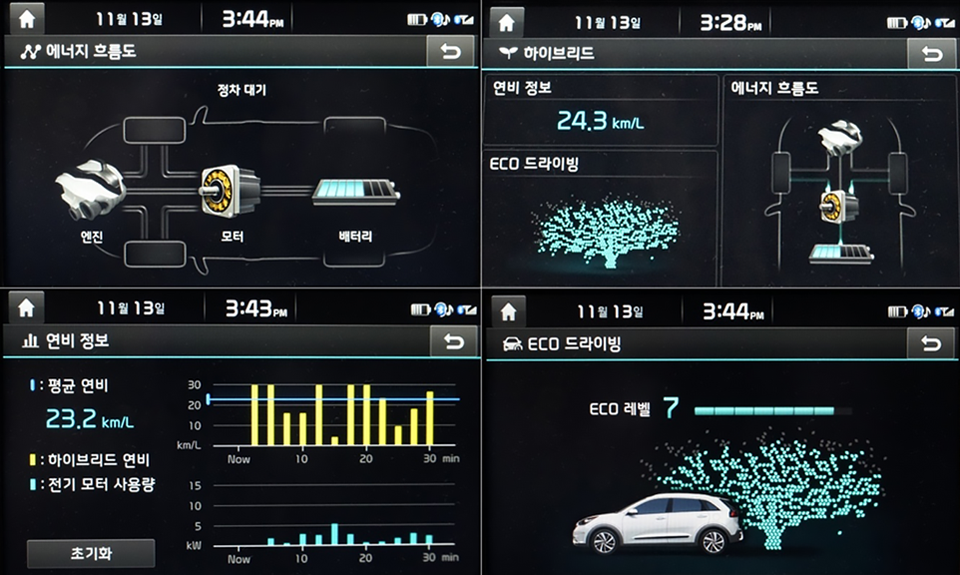 11월 13일
3:44PM
에너지 흐름도
정차 대기
엔진
모터
배터리
11월 13일
3:28PM
하이브리드
연비 정보
24.3 km/L
ECO 드라이빙
에너지 흐름도
11월 13일
3:43PM
연비 정보
: 평균 연비
23.2 km/L
: 하이브리드 연비
: 전기 모터 사용량
초기화
30
20
10
km/L
Now 10 20 30 min
15
10
5
kW
Now 10 20 30 min
11월 13일
3:44PM
ECO 드라이빙
ECO 레벨 7